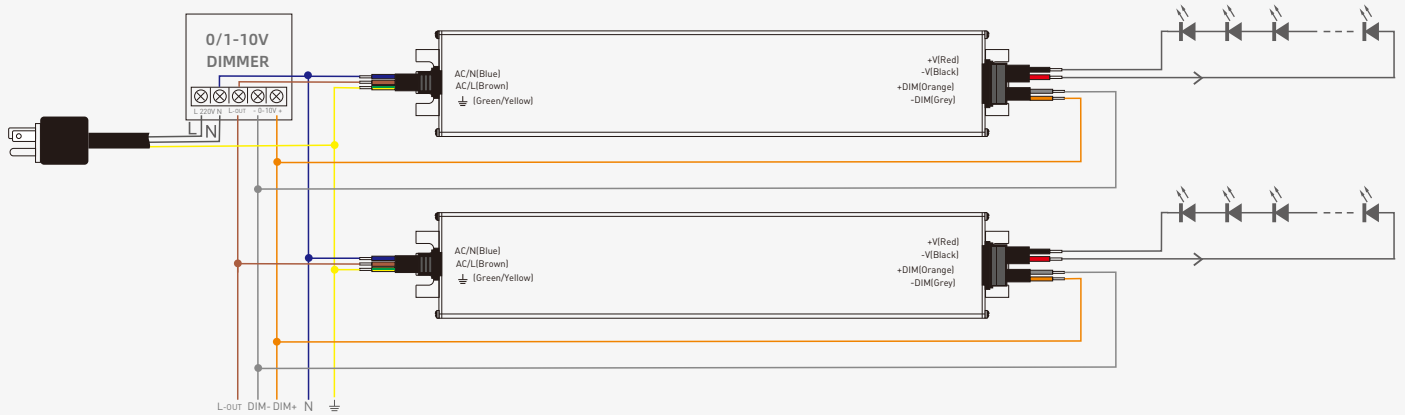 0/1-10V
DIMMER
L 220V N L-OUT - 0-10V +
L N
AC/N(Blue)
AC/L(Brown)
(Green/Yellow)
+V(Red)
-V(Black)
+DIM(Orange)
-DIM(Grey)
AC/N(Blue)
AC/L(Brown)
(Green/Yellow)
+V(Red)
-V(Black)
+DIM(Orange)
-DIM(Grey)
L-OUT DIM- DIM+ N